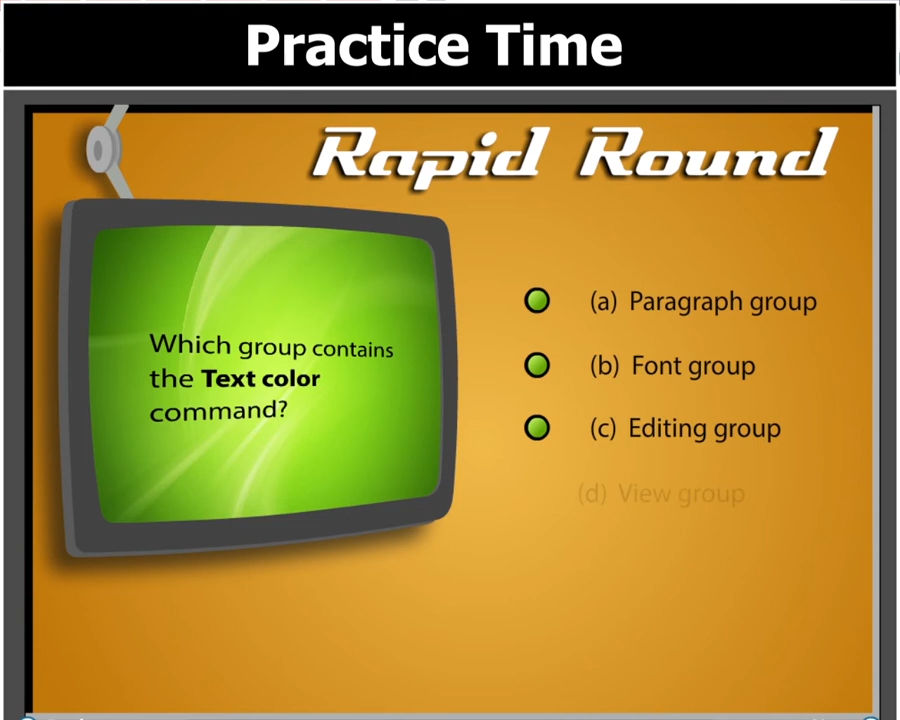 Practice Time
Rapid Round
Which group contains
the Text color
command?
(a) Paragraph group
(b) Font group
(c) Editing group
(d) View group